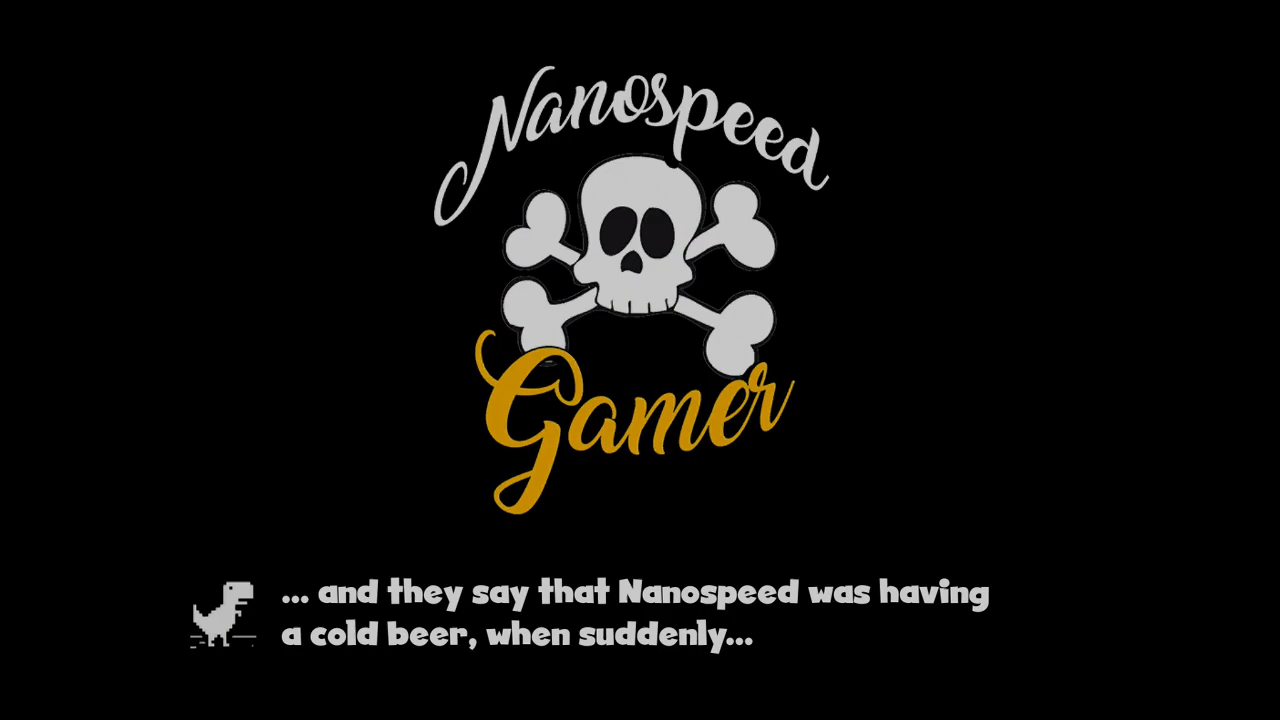 Nanospeed
Gamer
... and they say that Nanospeed was having
a cold beer, when suddenly...